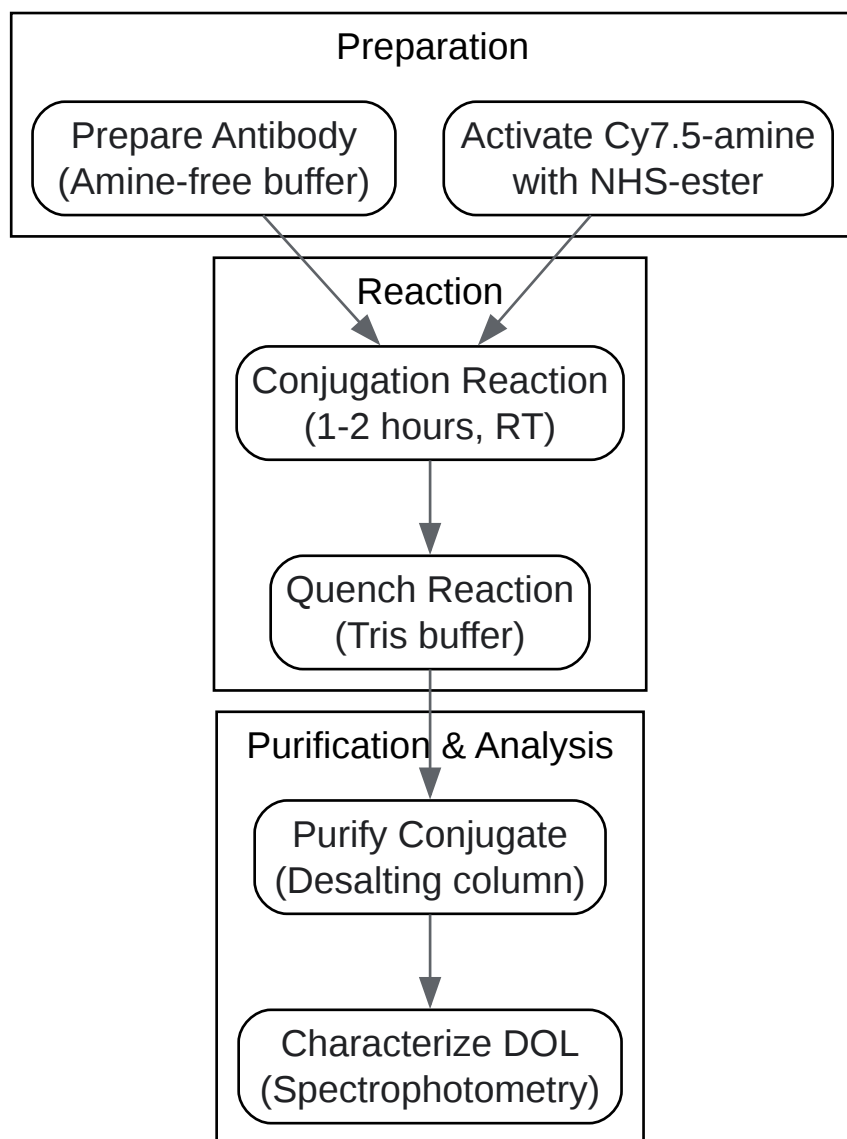 Preparation
Prepare Antibody
(Amine-free buffer)
Activate Cy7.5-amine
with NHS-ester
Reaction
Conjugation Reaction
(1-2 hours, RT)
Quench Reaction
(Tris buffer)
Purification & Analysis
Purify Conjugate
(Desalting column)
Characterize DOL
(Spectrophotometry)